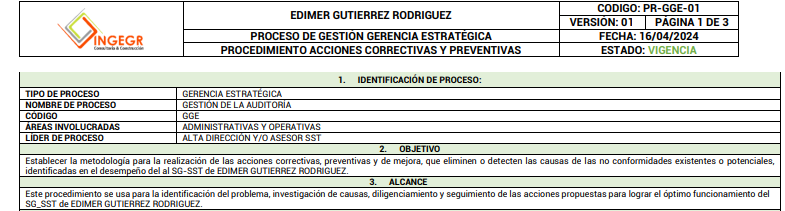 INGEGR
Consultoría & Construcción
EDIMER GUTIERREZ RODRIGUEZ
CODIGO: PR-GGE-01
VERSIÓN: 01 PÁGINA 1 DE 3
PROCESO DE GESTIÓN GERENCIA ESTRATÉGICA
FECHA: 16/04/2024
PROCEDIMIENTO ACCIONES CORRECTIVAS Y PREVENTIVAS
ESTADO: VIGENCIA
1. IDENTIFICACIÓN DE PROCESO:
TIPO DE PROCESO GERENCIA ESTRATÉGICA
NOMBRE DE PROCESO GESTIÓN DE LA AUDITORÍA
CÓDIGO GGE
ÁREAS INVOLUCRADAS ADMINISTRATIVAS Y OPERATIVAS
LÍDER DE PROCESO ALTA DIRECCIÓN Y/O ASESOR SST
2. OBJETIVO
Establecer la metodología para la realización de las acciones correctivas, preventivas y de mejora, que eliminen o detecten las causas de las no conformidades existentes o potenciales,
identificadas en el desempeño del al SG-SST de EDIMER GUTIERREZ RODRIGUEZ.
3. ALCANCE
Este procedimiento se usa para la identificación del problema, investigación de causas, diligenciamiento y seguimiento de las acciones propuestas para lograr el óptimo funcionamiento del
SG_SST de EDIMER GUTIERREZ RODRIGUEZ.